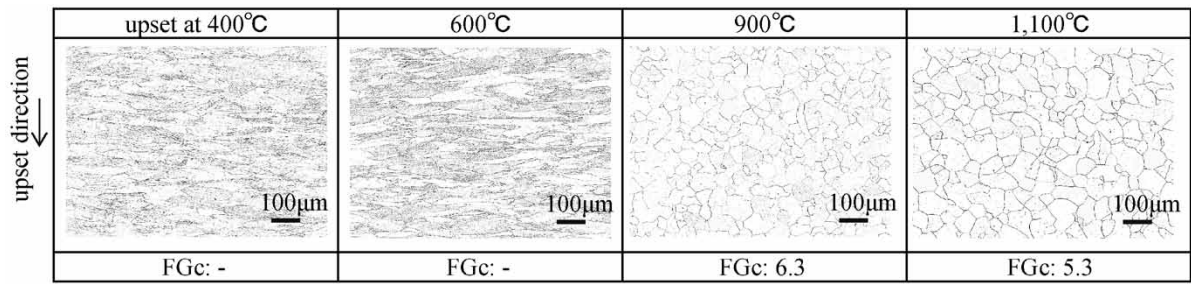 upset at 400℃
600℃
900℃
1,100℃
upset direction
100μm
100μm
100μm
100μm
FGc: -
FGc: -
FGc: 6.3
FGc: 5.3